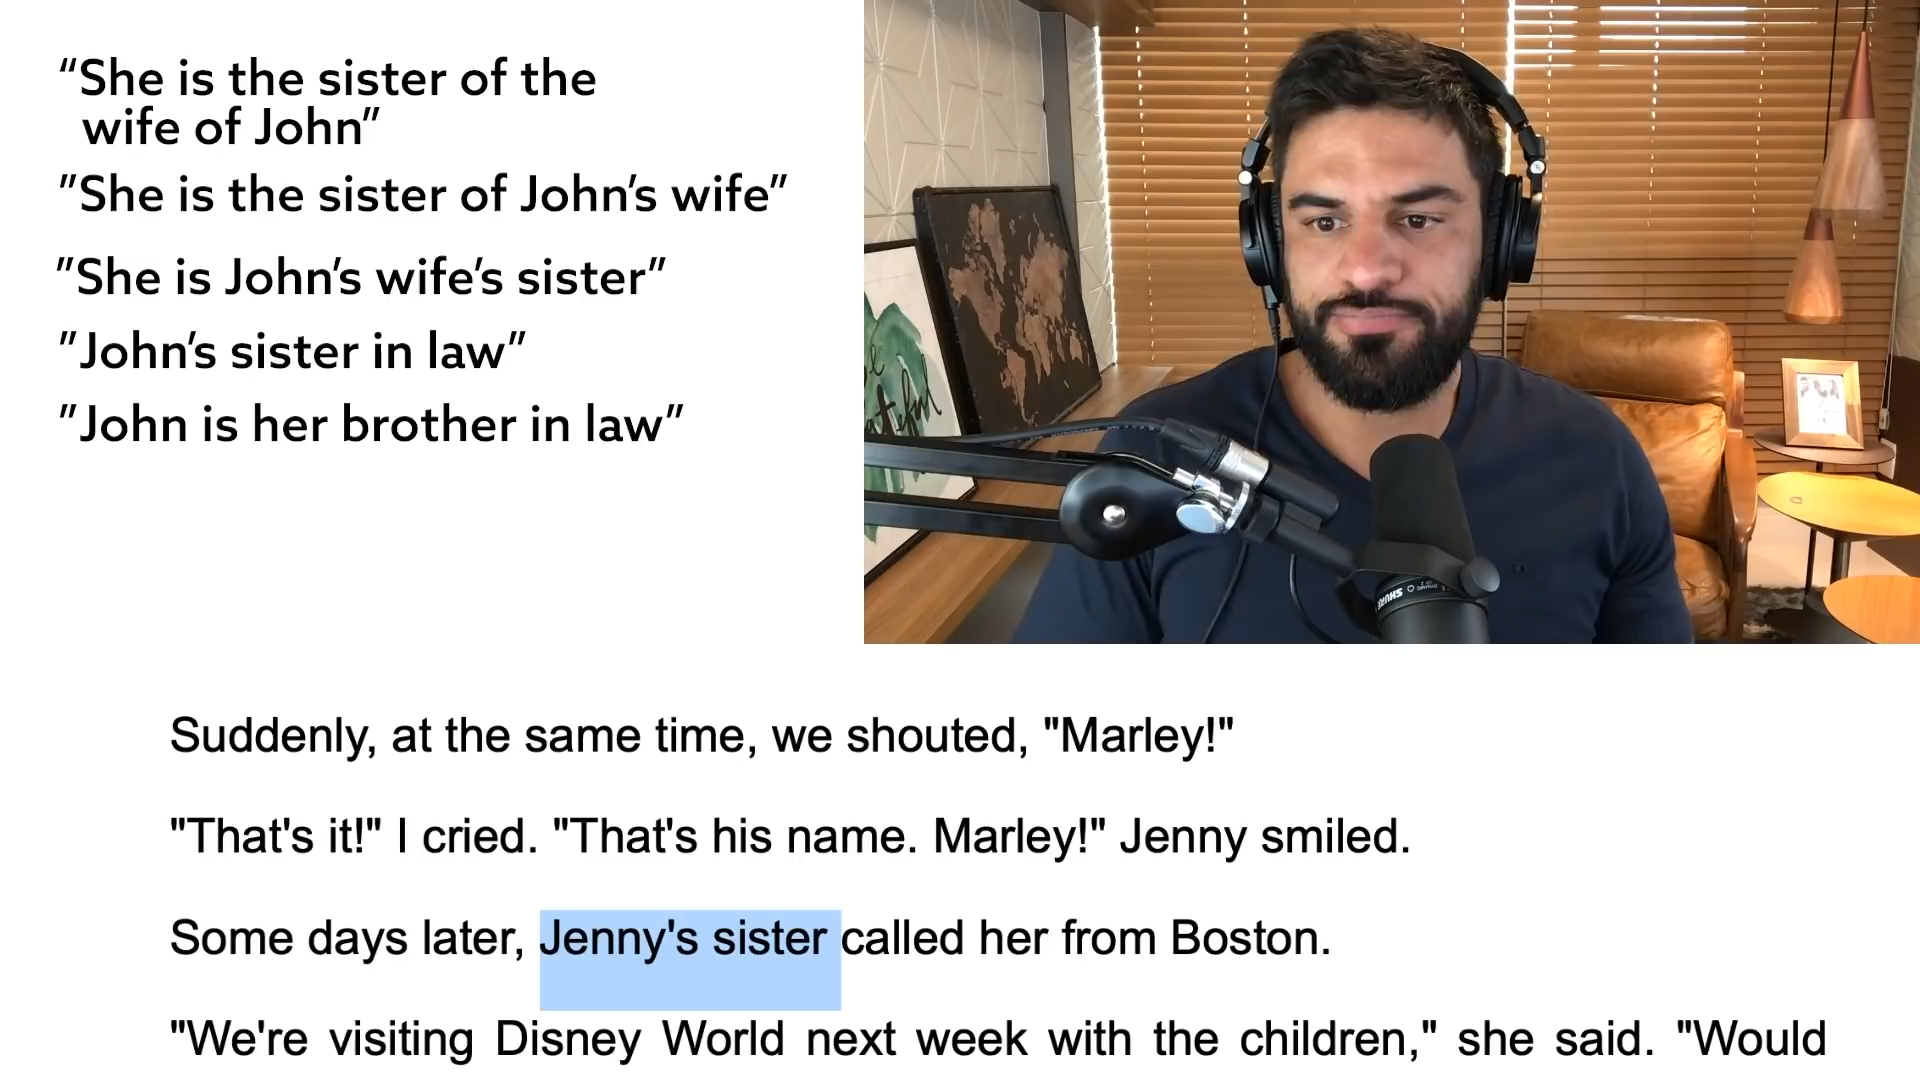 “She is the sister of the
wife of John”
”She is the sister of John’s wife”
”She is John’s wife’s sister”
”John’s sister in law”
”John is her brother in law”
SHURE
Suddenly, at the same time, we shouted, "Marley!"
"That's it!" I cried. "That's his name. Marley!" Jenny smiled.
Some days later, Jenny's sister called her from Boston.
"We're visiting Disney World next week with the children," she said. "Would